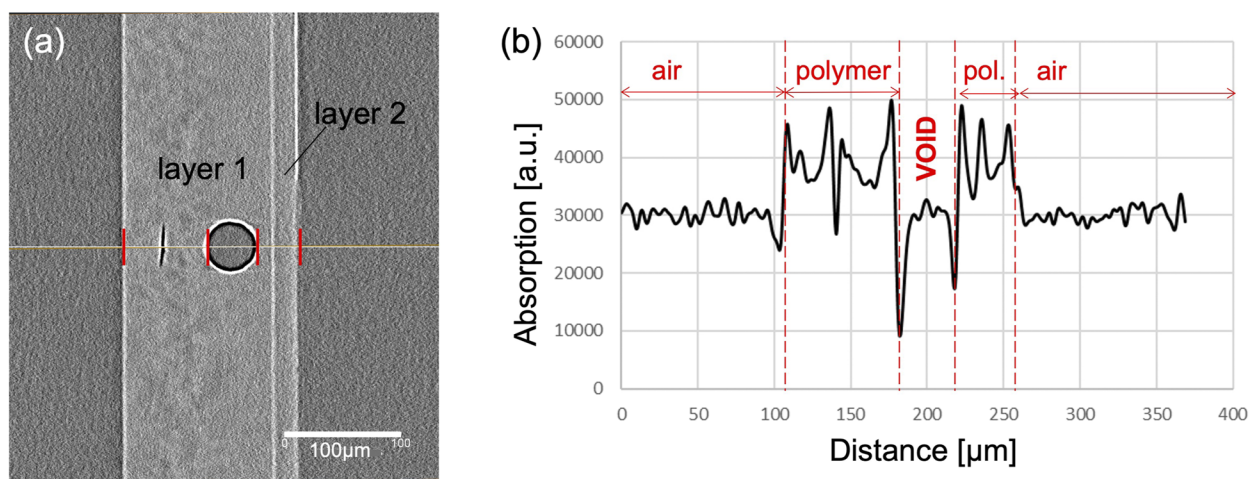 (a)
layer 2
layer 1
100
100µm
(b)
60000
50000
40000
30000
20000
10000
0
Absorption [a.u.]
air
polymer
pol.
air
VOID
0
50
100
150
200
250
300
350
400
Distance [µm]